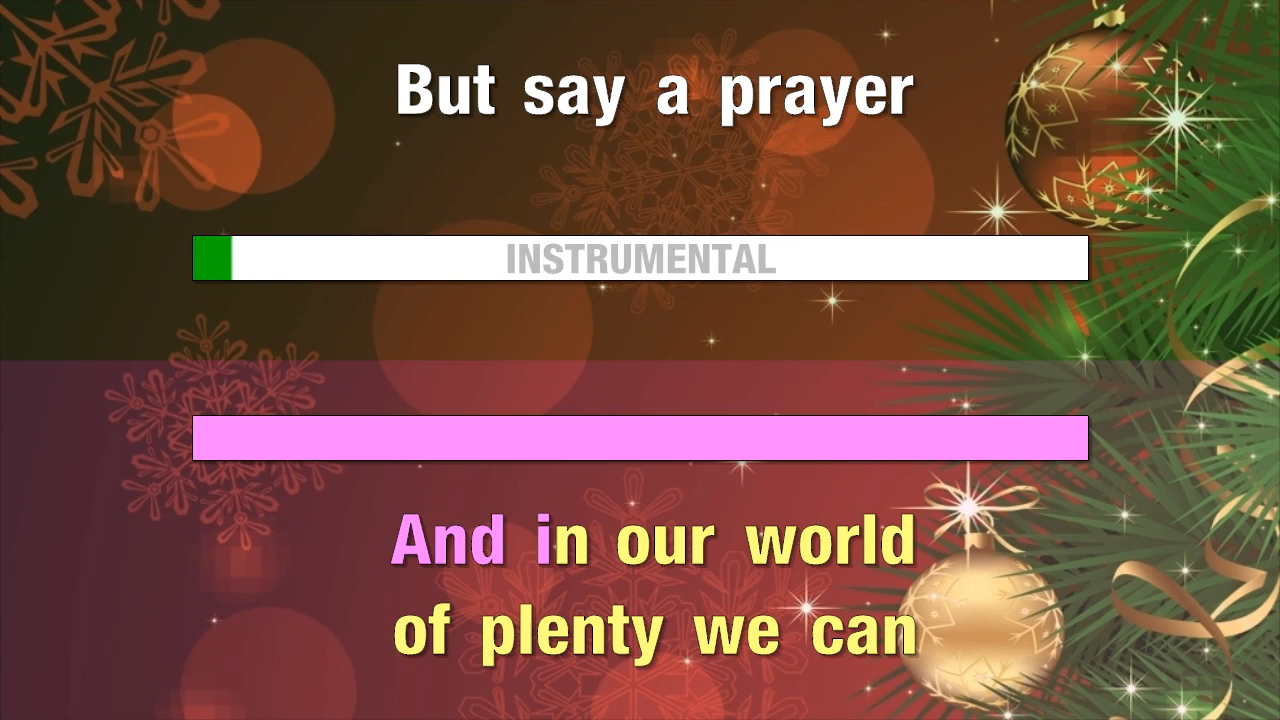 But say a prayer
INSTRUMENTAL
And in our world
of plenty we can